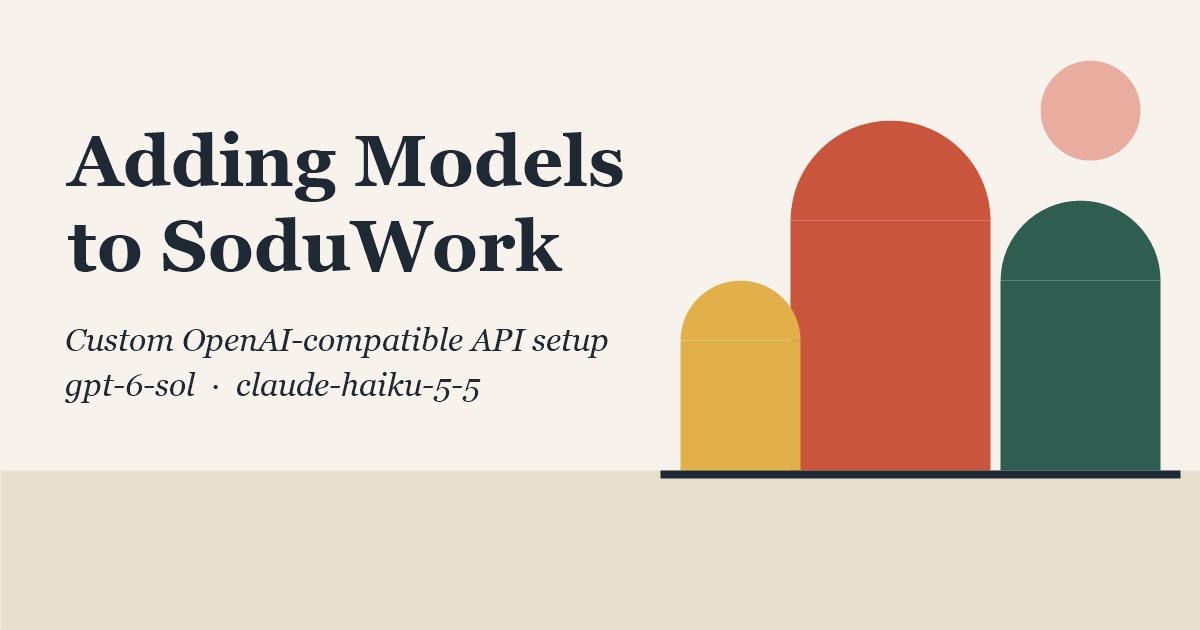 Adding Models
to SoduWork
Custom OpenAI-compatible API setup
gpt-6-sol · claude-haiku-5-5